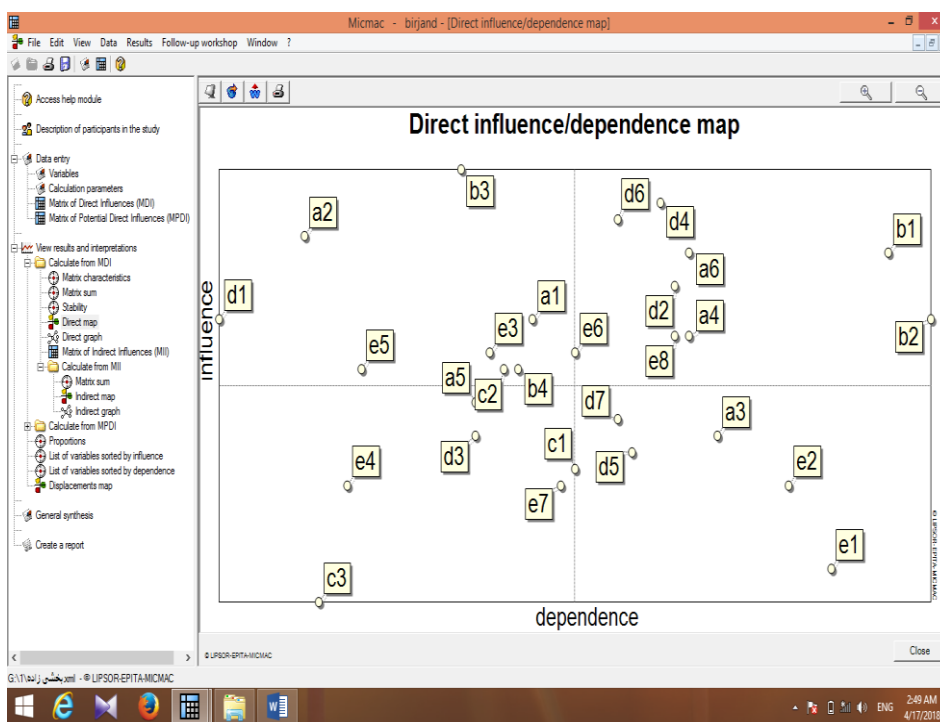 Micmac - birjand - [Direct influence/dependence map]
File Edit View Data Results Follow-up workshop Window ?
Access help module
Description of participants in the study
Data entry
Variables
Calculation parameters
Matrix of Direct Influences (MDI)
Matrix of Potential Direct Influences (MPDI)
View results and interpretations
Calculate from MDI
Matrix characteristics
Matrix sum
Stability
Direct map
Direct graph
Matrix of Indirect Influences (MII)
Calculate from MII
Matrix sum
Indirect map
Indirect graph
Calculate from MPDI
Proportions
List of variables sorted by influence
List of variables sorted by dependence
Displacements map
General synthesis
Create a report
Direct influence/dependence map
b3
d6
a2
d4
b1
a6
d1
a1
e3
e6
d2
a4
b2
e5
e8
a5
c2
b4
d7
a3
d3
c1
e4
d5
e2
e7
e1
c3
influence
dependence
© LIPSOR-EPITA-MICMAC
© LIPSOR-EPITA-MICMAC
Close
G:\1\بخشی زاده.xml - © LIPSOR-EPITA-MICMAC
ENG
2:49 AM
4/17/2018